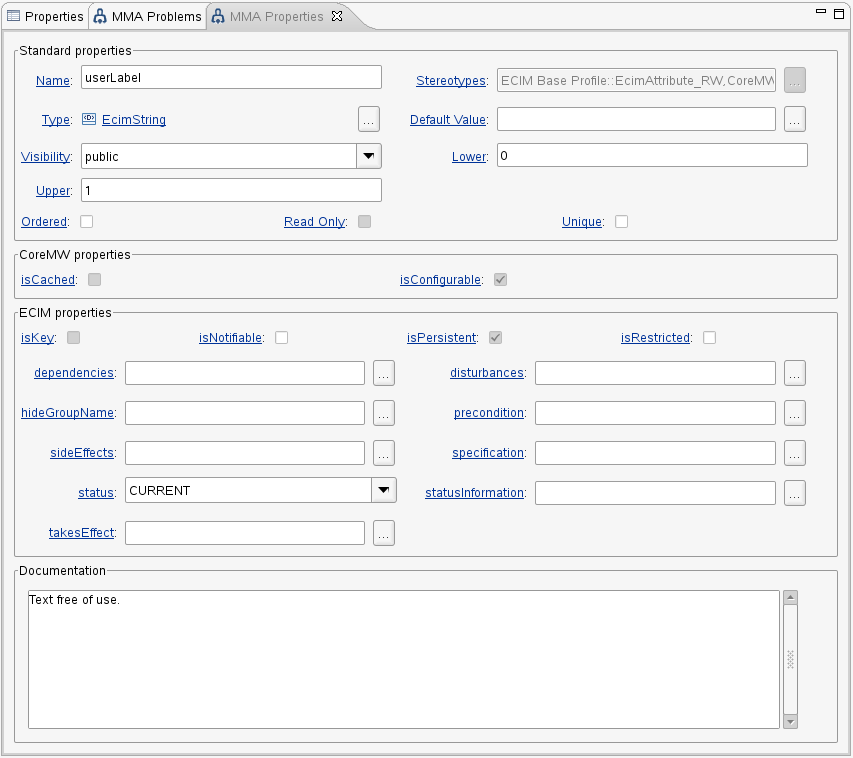 Properties MMA Problems MMA Properties
Standard properties
Name: userLabel Stereotypes: ECIM Base Profile::EcimAttribute_RW,CoreMW ...
Type: EcimString ... Default Value: ...
Visibility: public Lower: 0
Upper: 1
Ordered: Read Only: Unique:
CoreMW properties
isCached: isConfigurable:
ECIM properties
isKey: isNotifiable: isPersistent: isRestricted:
dependencies: ... disturbances: ...
hideGroupName: ... precondition: ...
sideEffects: ... specification: ...
status: CURRENT statusInformation: ...
takesEffect: ...
Documentation
Text free of use.